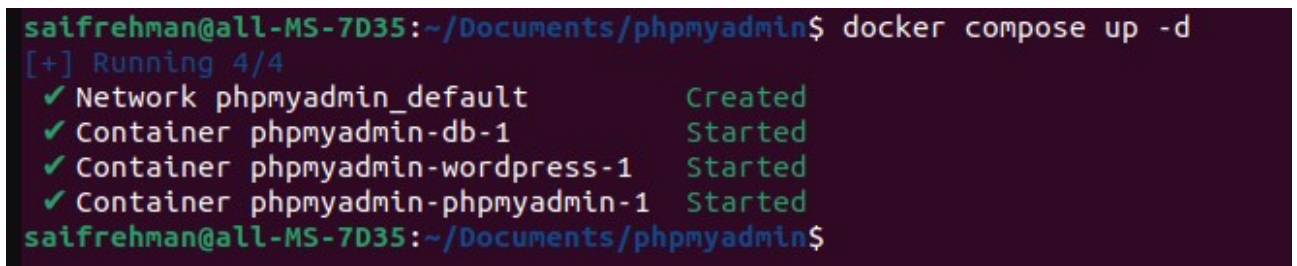 saifrehman@all-MS-7D35:~/Documents/phpmyadmin$ docker compose up -d
[+] Running 4/4
✔ Network phpmyadmin_default Created
✔ Container phpmyadmin-db-1 Started
✔ Container phpmyadmin-wordpress-1 Started
✔ Container phpmyadmin-phpmyadmin-1 Started
saifrehman@all-MS-7D35:~/Documents/phpmyadmin$